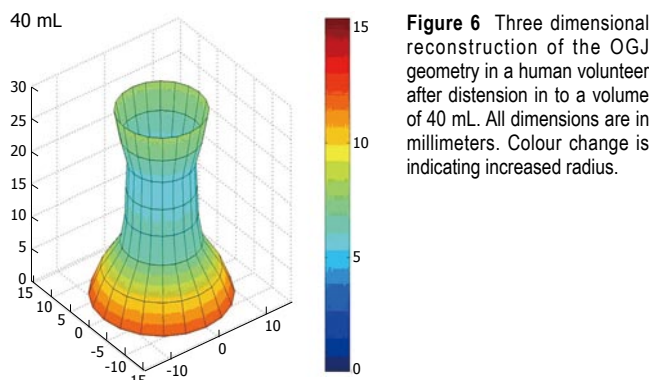 40 mL
30
25
20
15
10
5
0
15
10
5
0
-5
-10
-15
-10
0
10
15
10
5
0
Figure 6 Three dimensional
reconstruction of the OGJ
geometry in a human volunteer
after distension in to a volume
of 40 mL. All dimensions are in
millimeters. Colour change is
indicating increased radius.